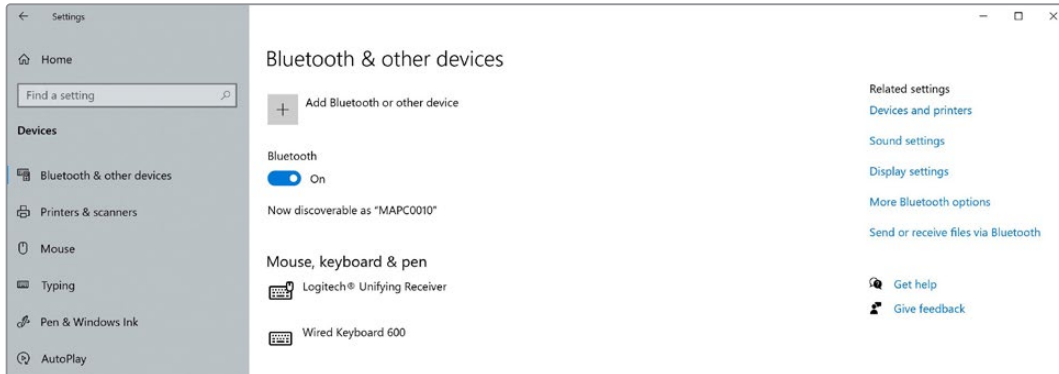 Settings
Home
Find a setting
Devices
Bluetooth & other devices
Printers & scanners
Mouse
Typing
Pen & Windows Ink
AutoPlay
Bluetooth & other devices
Add Bluetooth or other device
Bluetooth
On
Now discoverable as “MAPC0010”
Mouse, keyboard & pen
Logitech® Unifying Receiver
Wired Keyboard 600
Related settings
Devices and printers
Sound settings
Display settings
More Bluetooth options
Send or receive files via Bluetooth
Get help
Give feedback